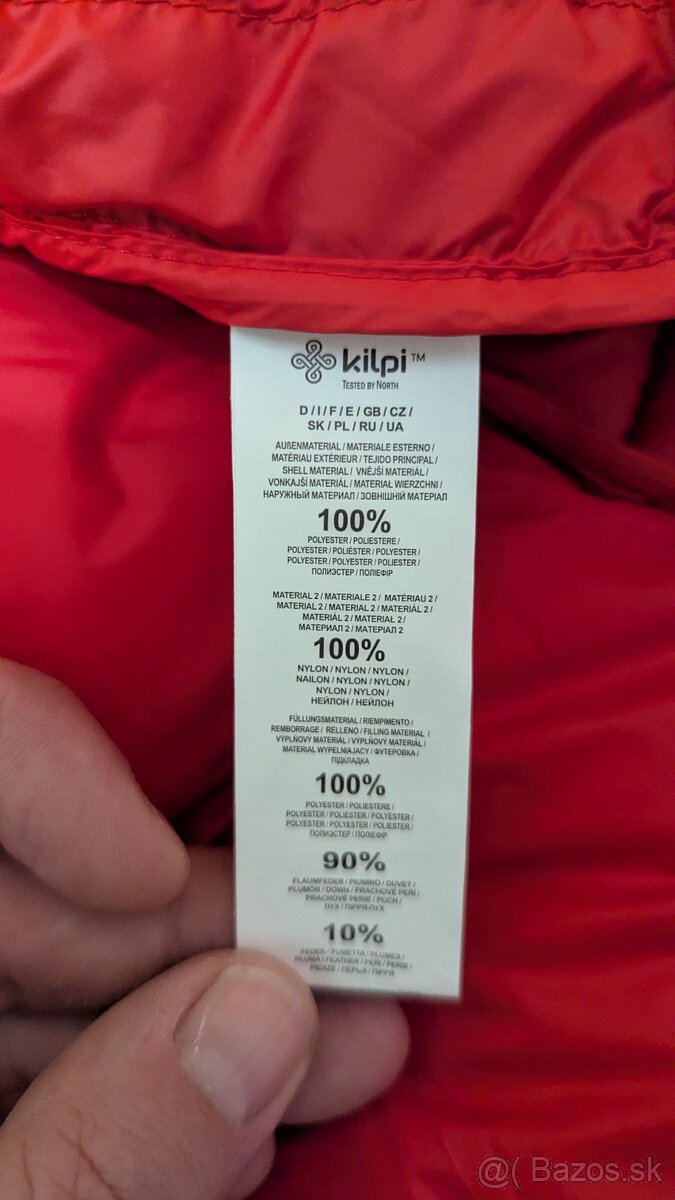 kilpi™
TESTED BY NORTH
D / I / F / E / GB / CZ /
SK / PL / RU / UA
AUßENMATERIAL / MATERIALE ESTERNO /
MATÉRIAU EXTÉRIEUR / TEJIDO PRINCIPAL /
SHELL MATERIAL / VNĚJŠÍ MATERIÁL /
VONKAJŠÍ MATERIÁL / MATERIAŁ WIERZCHNI /
НАРУЖНЫЙ МАТЕРИАЛ / ЗОВНІШНІЙ МАТЕРІАЛ
100%
POLYESTER / POLIESTERE /
POLYESTER / POLIÉSTER / POLYESTER /
POLYESTER / POLYESTER / POLIESTER /
ПОЛИЭСТЕР / ПОЛІЕФІР
MATERIAL 2 / MATERIALE 2 / MATÉRIAU 2 /
MATERIAL 2 / MATERIAL 2 / MATERIÁL 2 /
MATERIÁL 2 / MATERIAŁ 2 /
МАТЕРИАЛ 2 / МАТЕРІАЛ 2
100%
NYLON / NYLON / NYLON /
NAILON / NYLON / NYLON /
NYLON / NYLON /
НЕЙЛОН / НЕЙЛОН
FÜLLUNGSMATERIAL / RIEMPIMENTO /
REMBORRAGE / RELLENO / FILLING MATERIAL /
VÝPLŇOVÝ MATERIÁL / VÝPLŇOVÝ MATERIÁL /
MATERIAŁ WYPEŁNIAJĄCY / ФУТЕРОВКА /
ПІДКЛАДКА
100%
POLYESTER / POLIESTERE /
POLYESTER / POLIÉSTER / POLYESTER /
POLYESTER / POLYESTER / POLIESTER /
ПОЛИЭСТЕР / ПОЛІЕФІР
90%
FLAUMFEDER / PIUMINO / DUVET /
PLUMÓN / DOWN / PRACHOVÉ PEŘÍ /
PRACHOVÉ PERIE / PUCH /
ПУХ / ПІРРЯ-ПУХ
10%
FEDER / PIUMETTA / PLUMES /
PLUMA / FEATHER / PEŘÍ / PERIE /
PIERZE / ПЕРЬЯ / ПІРРЯ
@( Bazos.sk